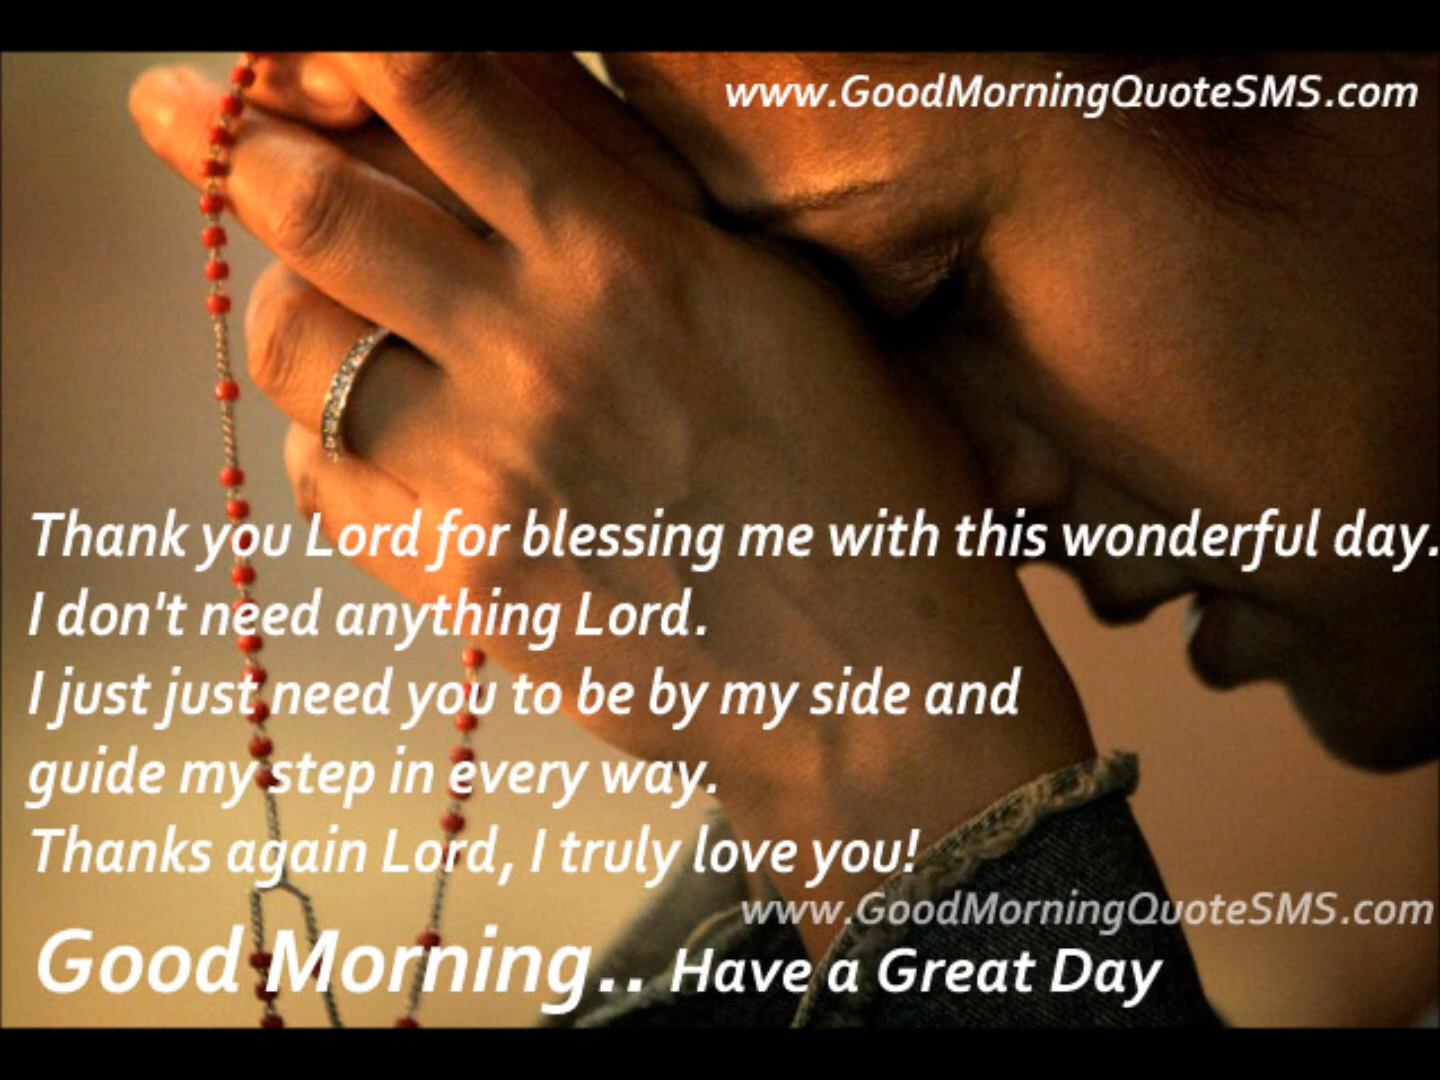 www.GoodMorningQuoteSMS.com
Thank you Lord for blessing me with this wonderful day.
I don't need anything Lord.
I just just need you to be by my side and
guide my step in every way.
Thanks again Lord, I truly love you!
www.GoodMorningQuoteSMS.com
Good Morning.. Have a Great Day